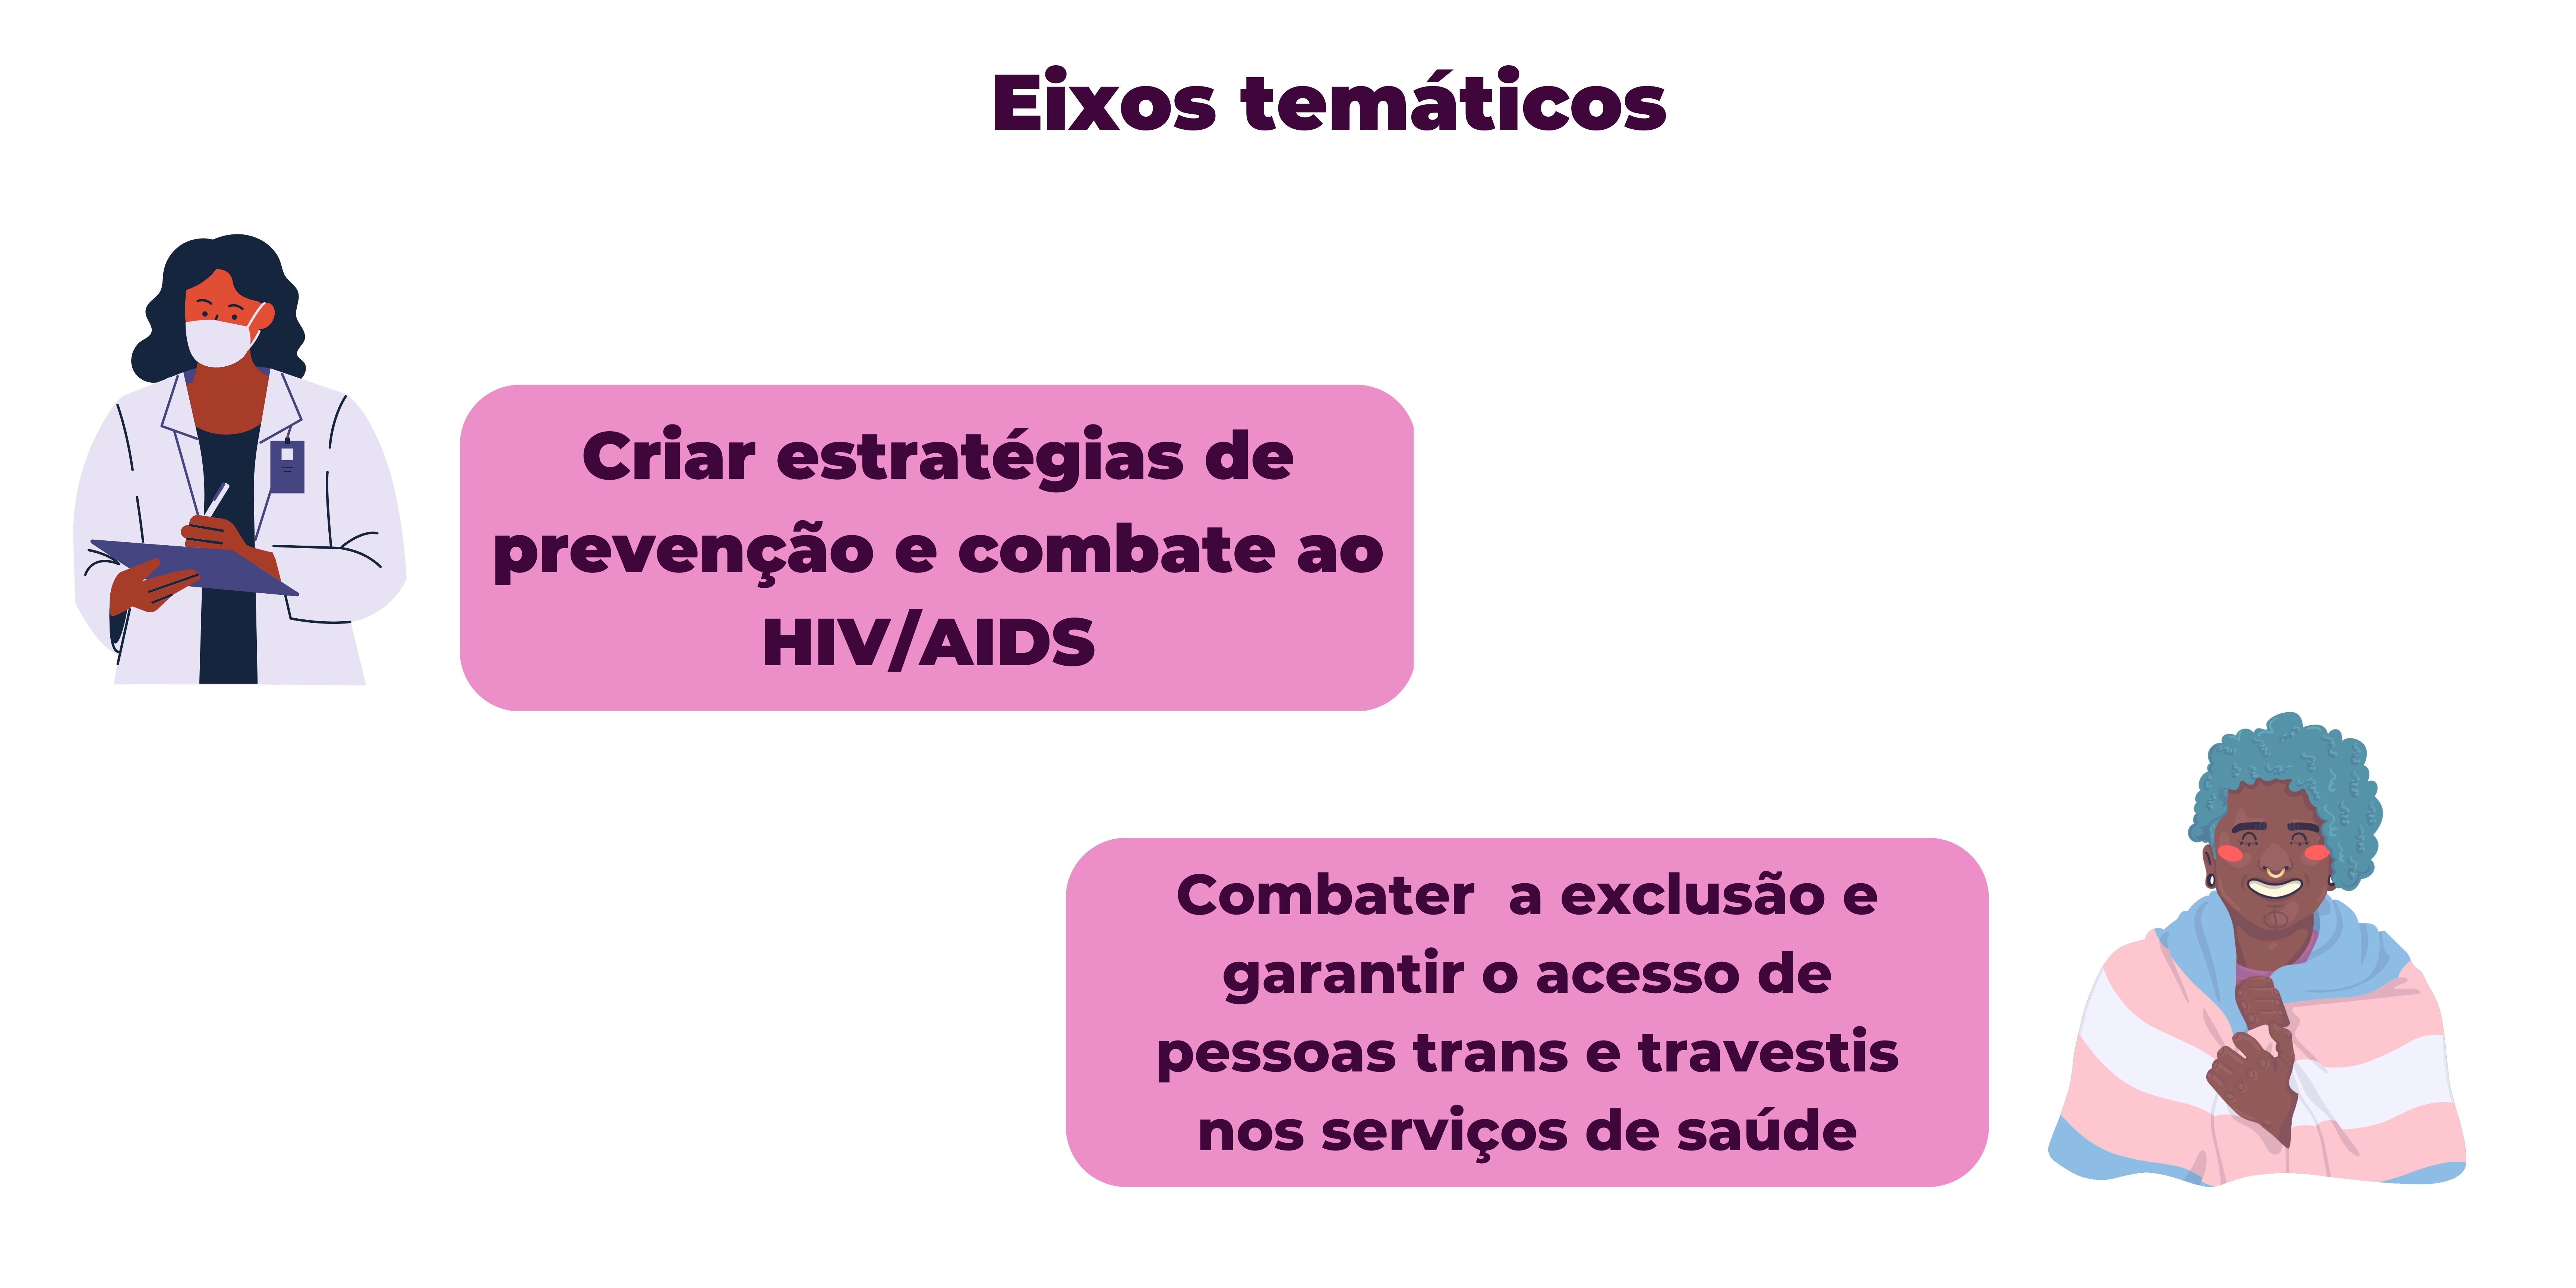 Eixos temáticos
Criar estratégias de
prevenção e combate ao
HIV/AIDS
Combater  a exclusão e
garantir o acesso de
pessoas trans e travestis
nos serviços de saúde